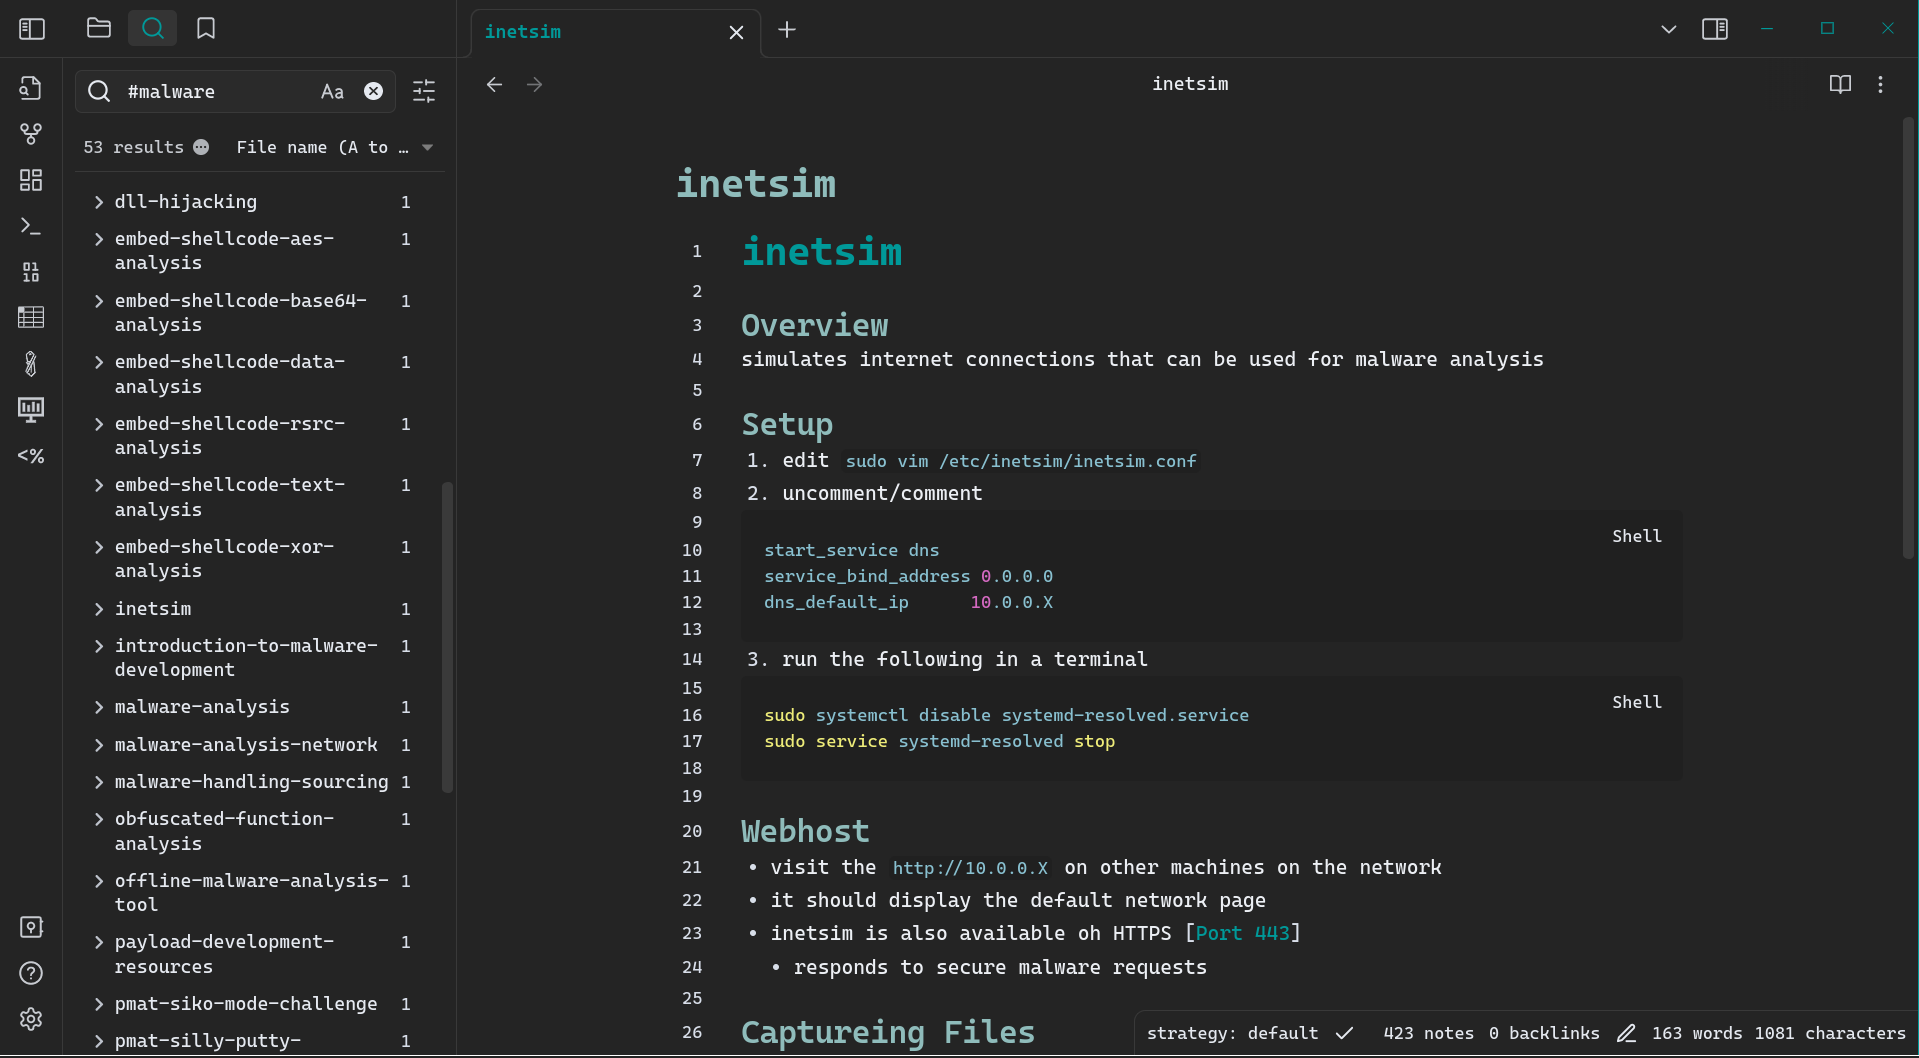 inetsim
#malware Aa
inetsim
53 results File name (A to …
dll-hijacking 1
embed-shellcode-aes-
analysis 1
embed-shellcode-base64-
analysis 1
embed-shellcode-data-
analysis 1
embed-shellcode-rsrc-
analysis 1
embed-shellcode-text-
analysis 1
embed-shellcode-xor-
analysis 1
inetsim 1
introduction-to-malware-
development 1
malware-analysis 1
malware-analysis-network 1
malware-handling-sourcing 1
obfuscated-function-
analysis 1
offline-malware-analysis-
tool 1
payload-development-
resources 1
pmat-siko-mode-challenge 1
pmat-silly-putty- 1
01
10
<%
inetsim
1 inetsim
2
3 Overview
4 simulates internet connections that can be used for malware analysis
5
6 Setup
7 1. edit sudo vim /etc/inetsim/inetsim.conf
8 2. uncomment/comment
9
Shell
10 start_service dns
11 service_bind_address 0.0.0.0
12 dns_default_ip 10.0.0.X
13
14 3. run the following in a terminal
15
Shell
16 sudo systemctl disable systemd-resolved.service
17 sudo service systemd-resolved stop
18
19
20 Webhost
21 • visit the http://10.0.0.X on other machines on the network
22 • it should display the default network page
23 • inetsim is also available oh HTTPS [Port 443]
24 • responds to secure malware requests
25
26 Captureing Files
strategy: default 423 notes 0 backlinks 163 words 1081 characters